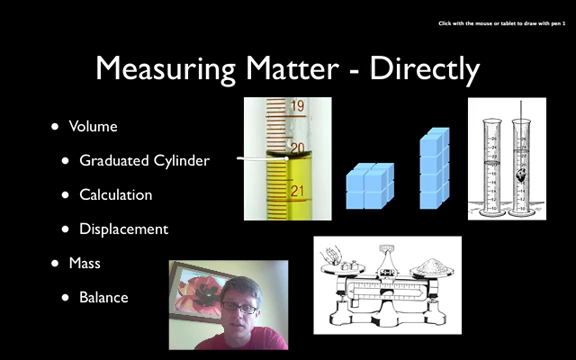 Click with the mouse or tablet to draw with pen 1
Measuring Matter - Directly
• Volume
• Graduated Cylinder
• Calculation
• Displacement
• Mass
• Balance
19
20
21